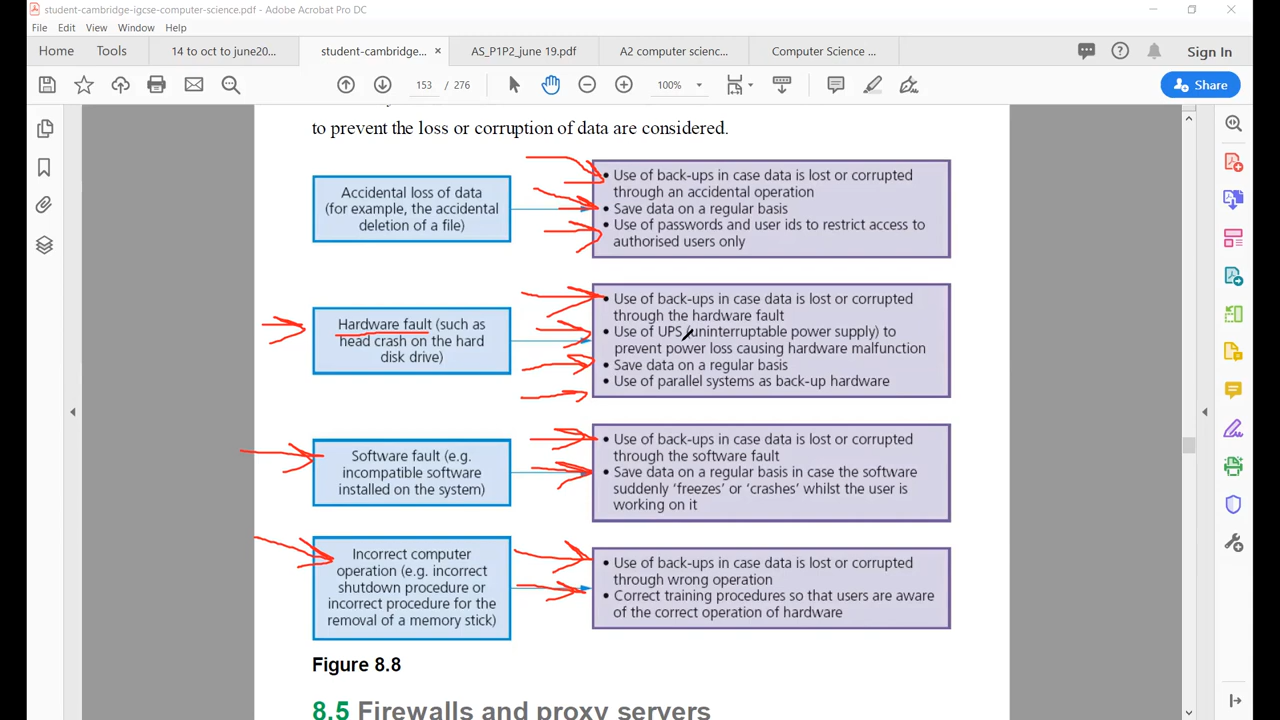 student-cambridge-igcse-computer-science.pdf - Adobe Acrobat Pro DC
File Edit View Window Help
Home Tools 14 to oct to june20... student-cambridge... × AS_P1P2_june 19.pdf A2 computer scienc... Computer Science ... Sign In
153 / 276 100% Share
to prevent the loss or corruption of data are considered.
Accidental loss of data
(for example, the accidental
deletion of a file)
• Use of back-ups in case data is lost or corrupted
through an accidental operation
• Save data on a regular basis
• Use of passwords and user ids to restrict access to
authorised users only
Hardware fault (such as
head crash on the hard
disk drive)
• Use of back-ups in case data is lost or corrupted
through the hardware fault
• Use of UPS (uninterruptable power supply) to
prevent power loss causing hardware malfunction
• Save data on a regular basis
• Use of parallel systems as back-up hardware
Software fault (e.g.
incompatible software
installed on the system)
• Use of back-ups in case data is lost or corrupted
through the software fault
• Save data on a regular basis in case the software
suddenly ‘freezes’ or ‘crashes’ whilst the user is
working on it
Incorrect computer
operation (e.g. incorrect
shutdown procedure or
incorrect procedure for the
removal of a memory stick)
• Use of back-ups in case data is lost or corrupted
through wrong operation
• Correct training procedures so that users are aware
of the correct operation of hardware
Figure 8.8
8.5 Firewalls and proxy servers